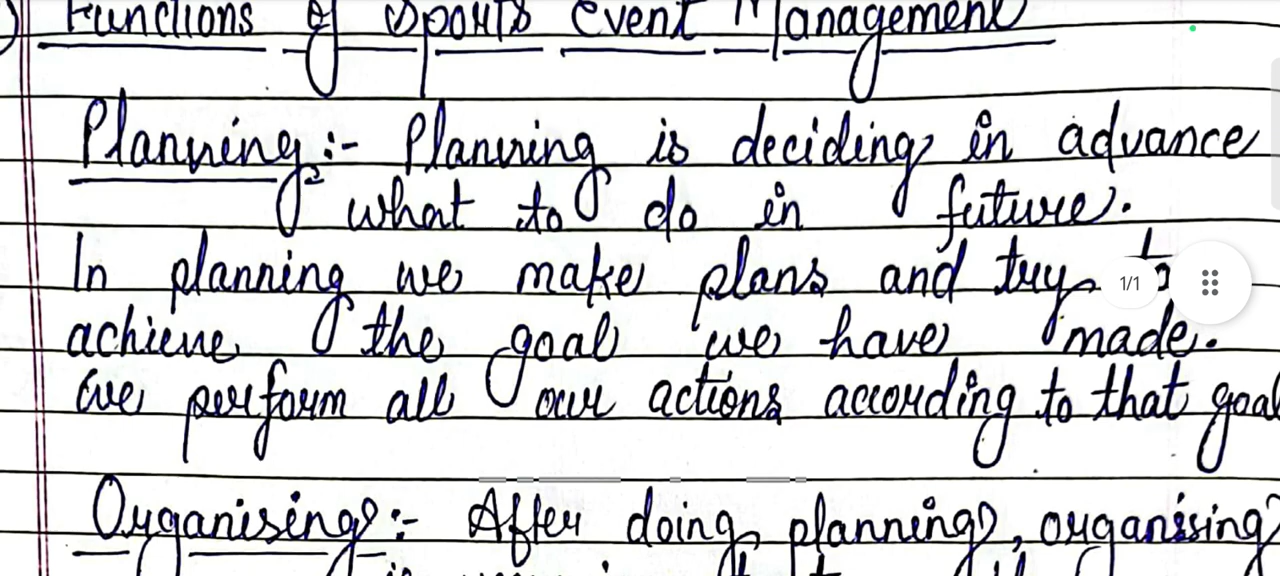 Functions of Sports Event Management
Planning:- Planning is deciding in advance
what to do in future.
In planning we make plans and try to
1/1
achieve the goal we have made.
We perform all our actions according to that goal
Organising:- After doing planning, organising